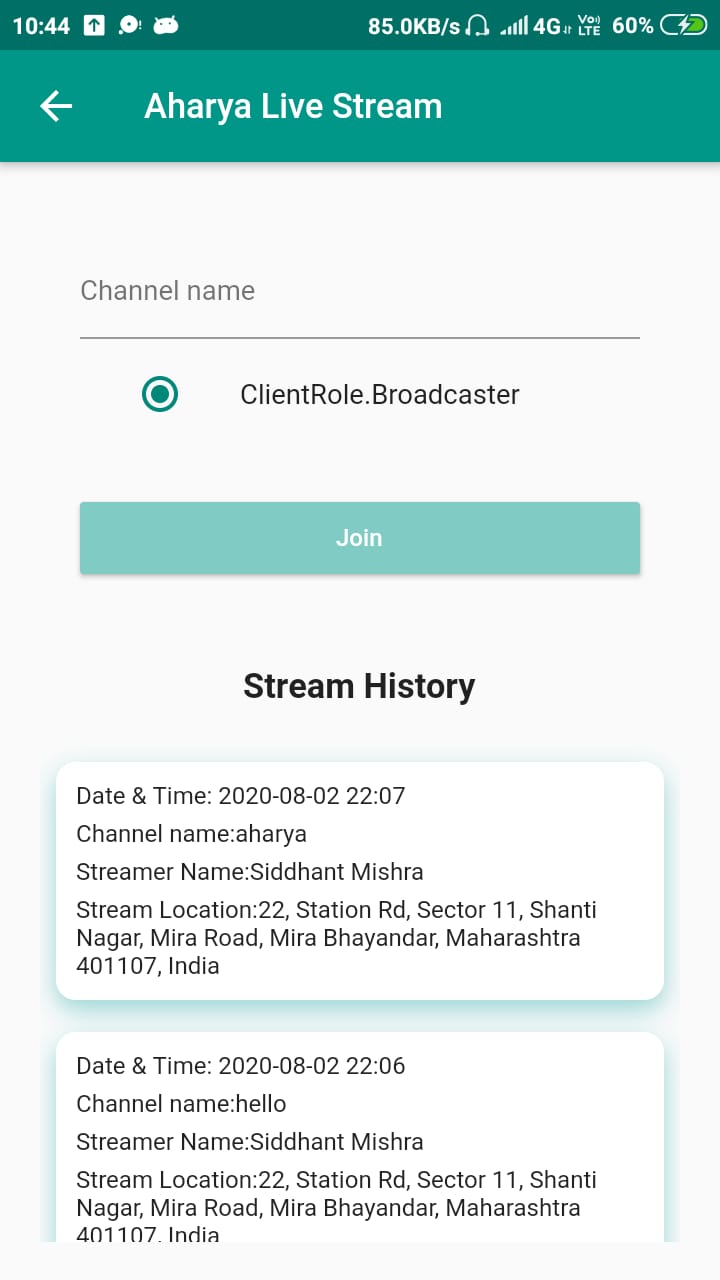 10:44 85.0KB/s 4G VoLTE 60%
Aharya Live Stream
Channel name
ClientRole.Broadcaster
Join
Stream History
Date & Time: 2020-08-02 22:07
Channel name:aharya
Streamer Name:Siddhant Mishra
Stream Location:22, Station Rd, Sector 11, Shanti
Nagar, Mira Road, Mira Bhayandar, Maharashtra
401107, India
Date & Time: 2020-08-02 22:06
Channel name:hello
Streamer Name:Siddhant Mishra
Stream Location:22, Station Rd, Sector 11, Shanti
Nagar, Mira Road, Mira Bhayandar, Maharashtra
401107, India